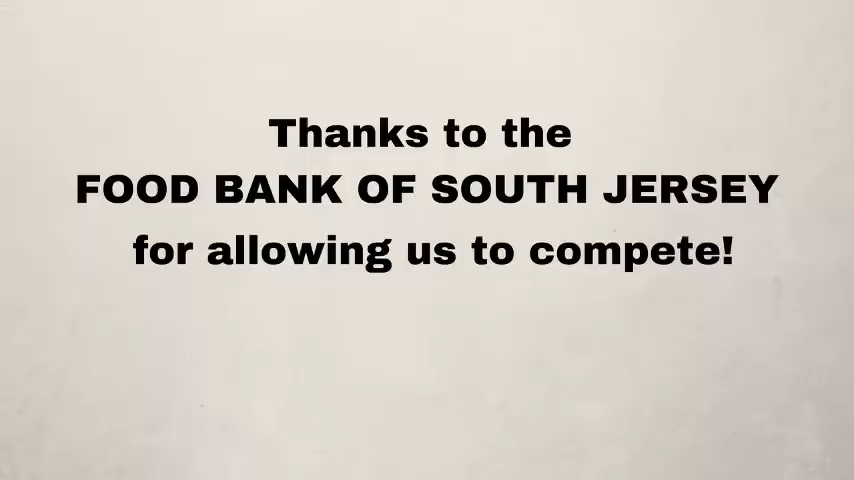 Thanks to the
FOOD BANK OF SOUTH JERSEY
for allowing us to compete!